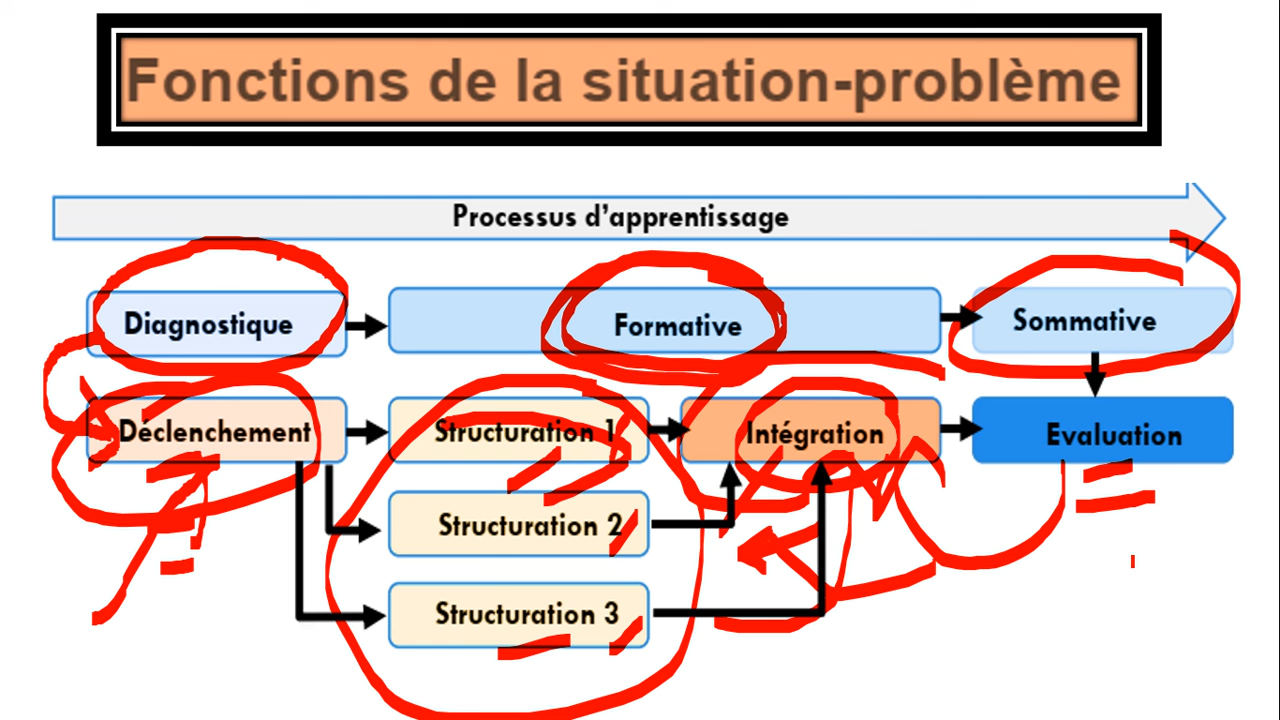 Fonctions de la situation-problème
Processus d'apprentissage
Diagnostique
Formative
Sommative
Déclenchement
Structuration 1
Intégration
Evaluation
Structuration 2
Structuration 3